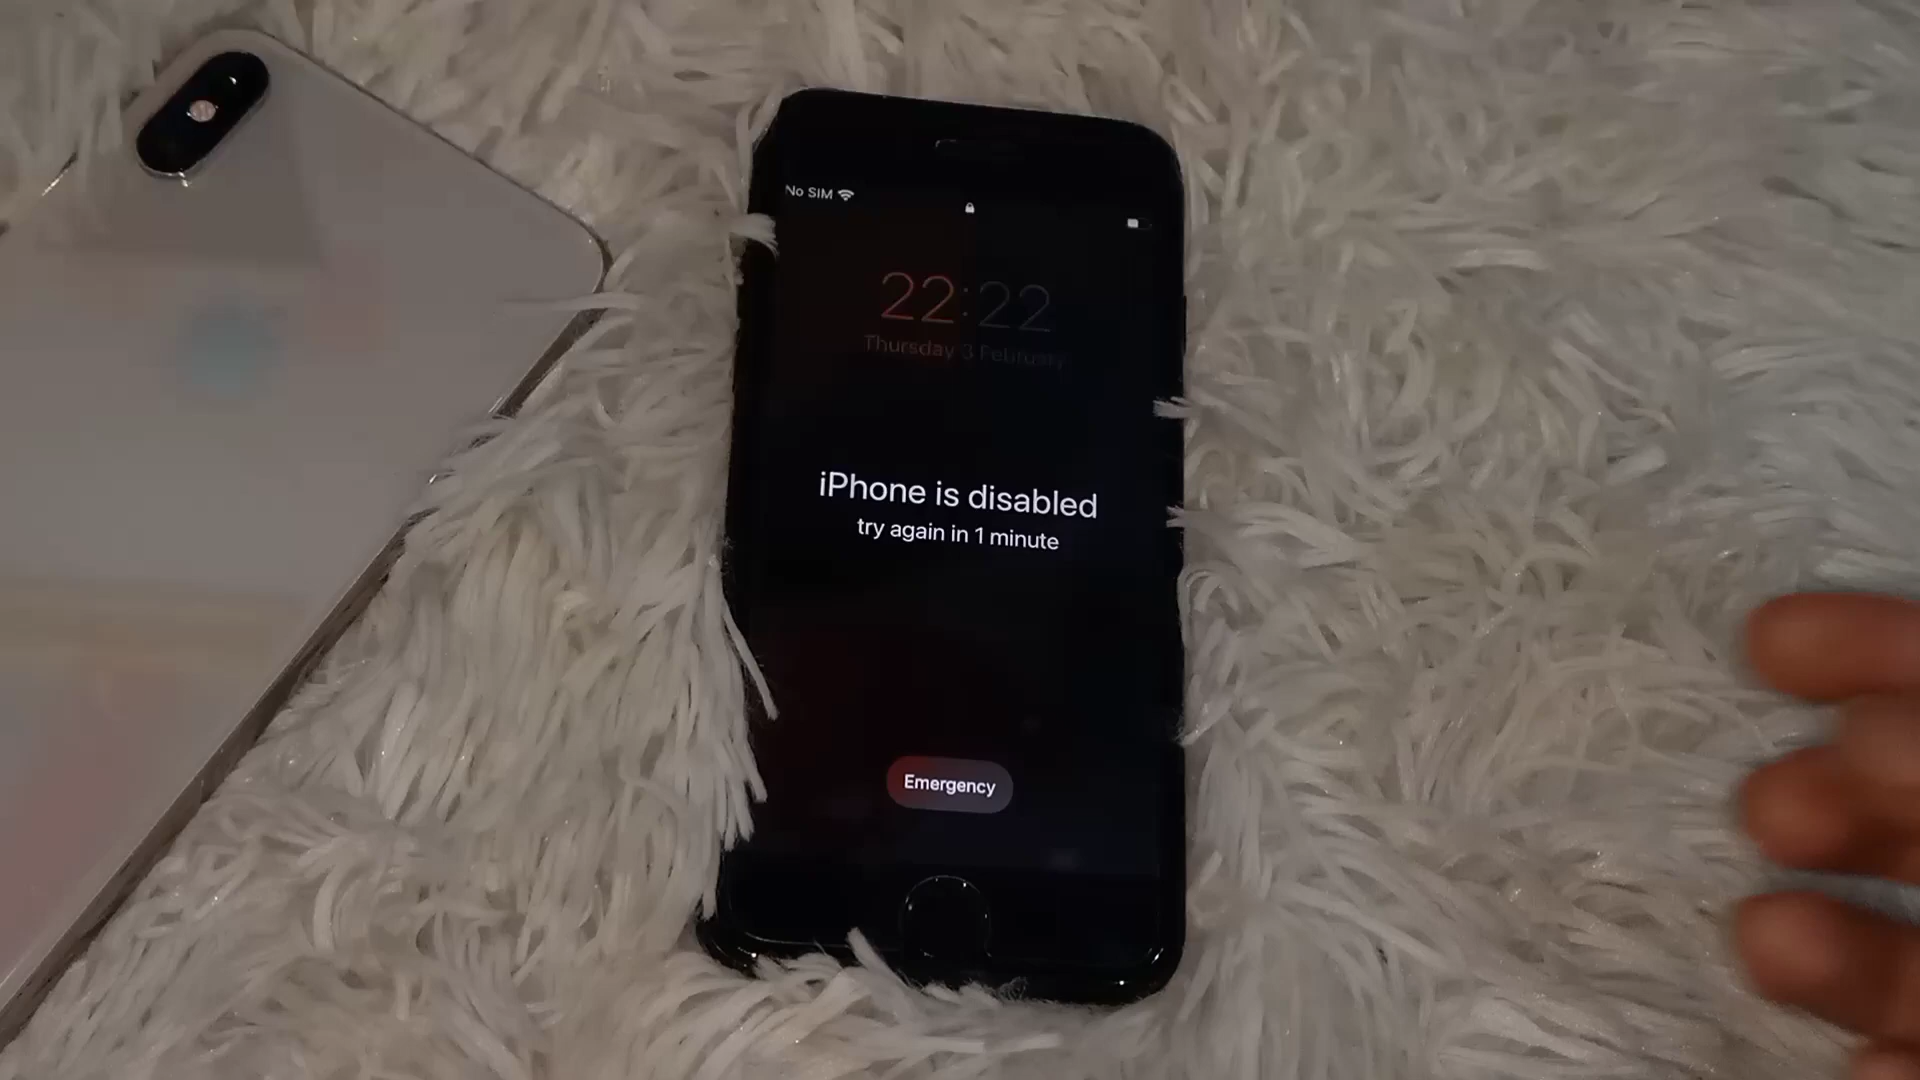 No SIM
22:22
Thursday 3 February
iPhone is disabled
try again in 1 minute
Emergency